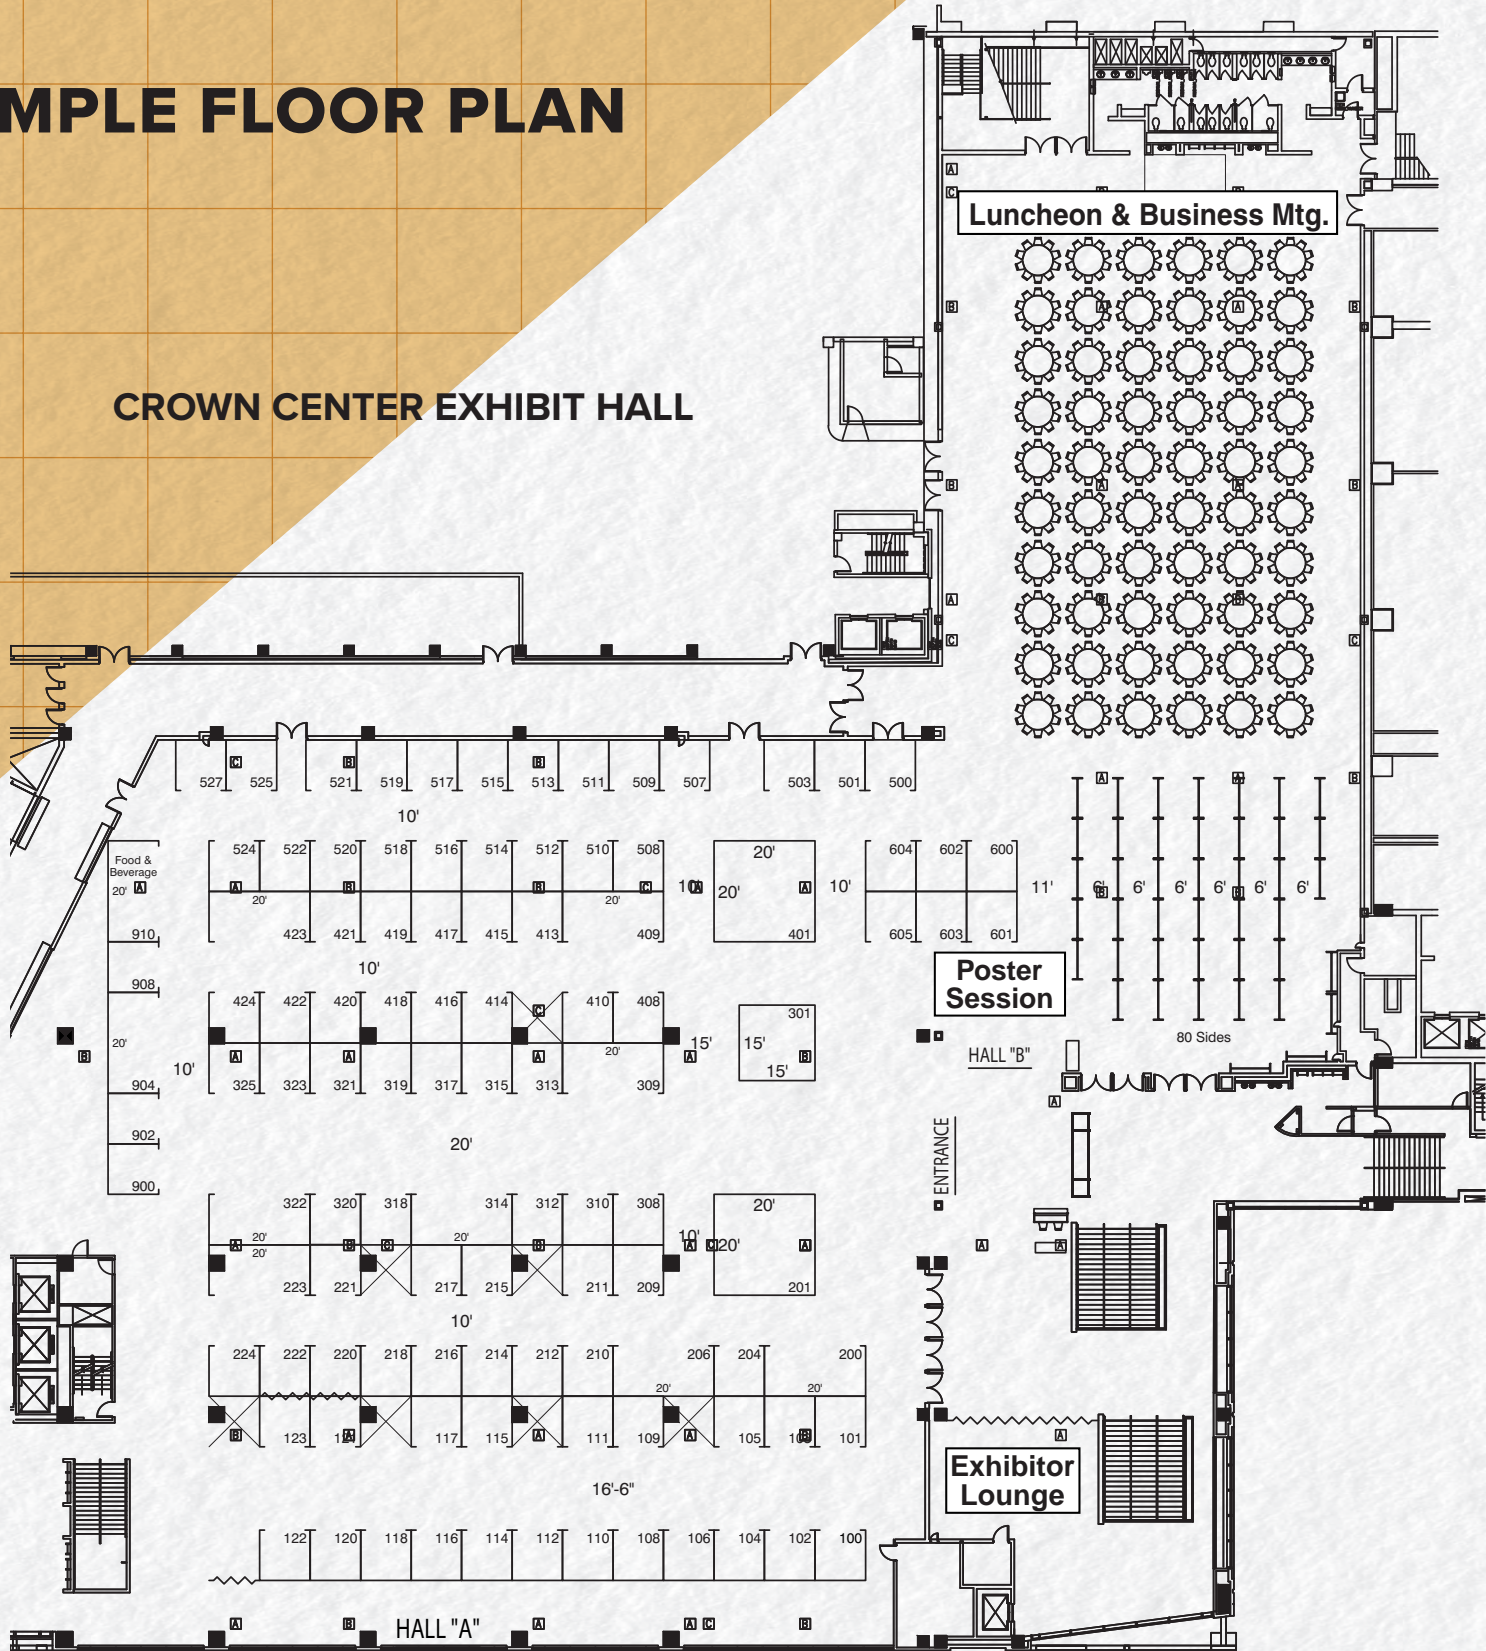 MPLE FLOOR PLAN
CROWN CENTER EXHIBIT HALL
A
C
Luncheon & Business Mtg.
B A A B
B A A B
A B B
C C
C B B
527 525 521 519 517 515 513 511 509 507 503 501 500
A A B
10'
524 522 520 518 516 514 512 510 508 20' 604 602 600
Food &
Beverage
20' A A B B C 10' A 20' A 10' 11' 6' B 6' 6' 6' B 6' 6'
20' 20'
910 423 421 419 417 415 413 409 401 605 603 601
10'
Poster
Session
908
424 422 420 418 416 414 C 410 408 301
80 Sides
20' B A B A 20' A 15' 15' B HALL "B"
10' 15'
904 325 323 321 319 317 315 313 309
A
902
20'
ENTRANCE
900
322 320 318 314 312 310 308 20'
20' 20' 10'
A B C B A C 20' A A A
20'
223 221 217 215 211 209 201
10'
224 222 220 218 216 214 212 210 206 204 200
20' 20'
B 123 A 117 115 A 111 109 A 105 B 101 A
Exhibitor
Lounge
16'-6"
122 120 118 116 114 112 110 108 106 104 102 100
A B HALL "A" A A C B